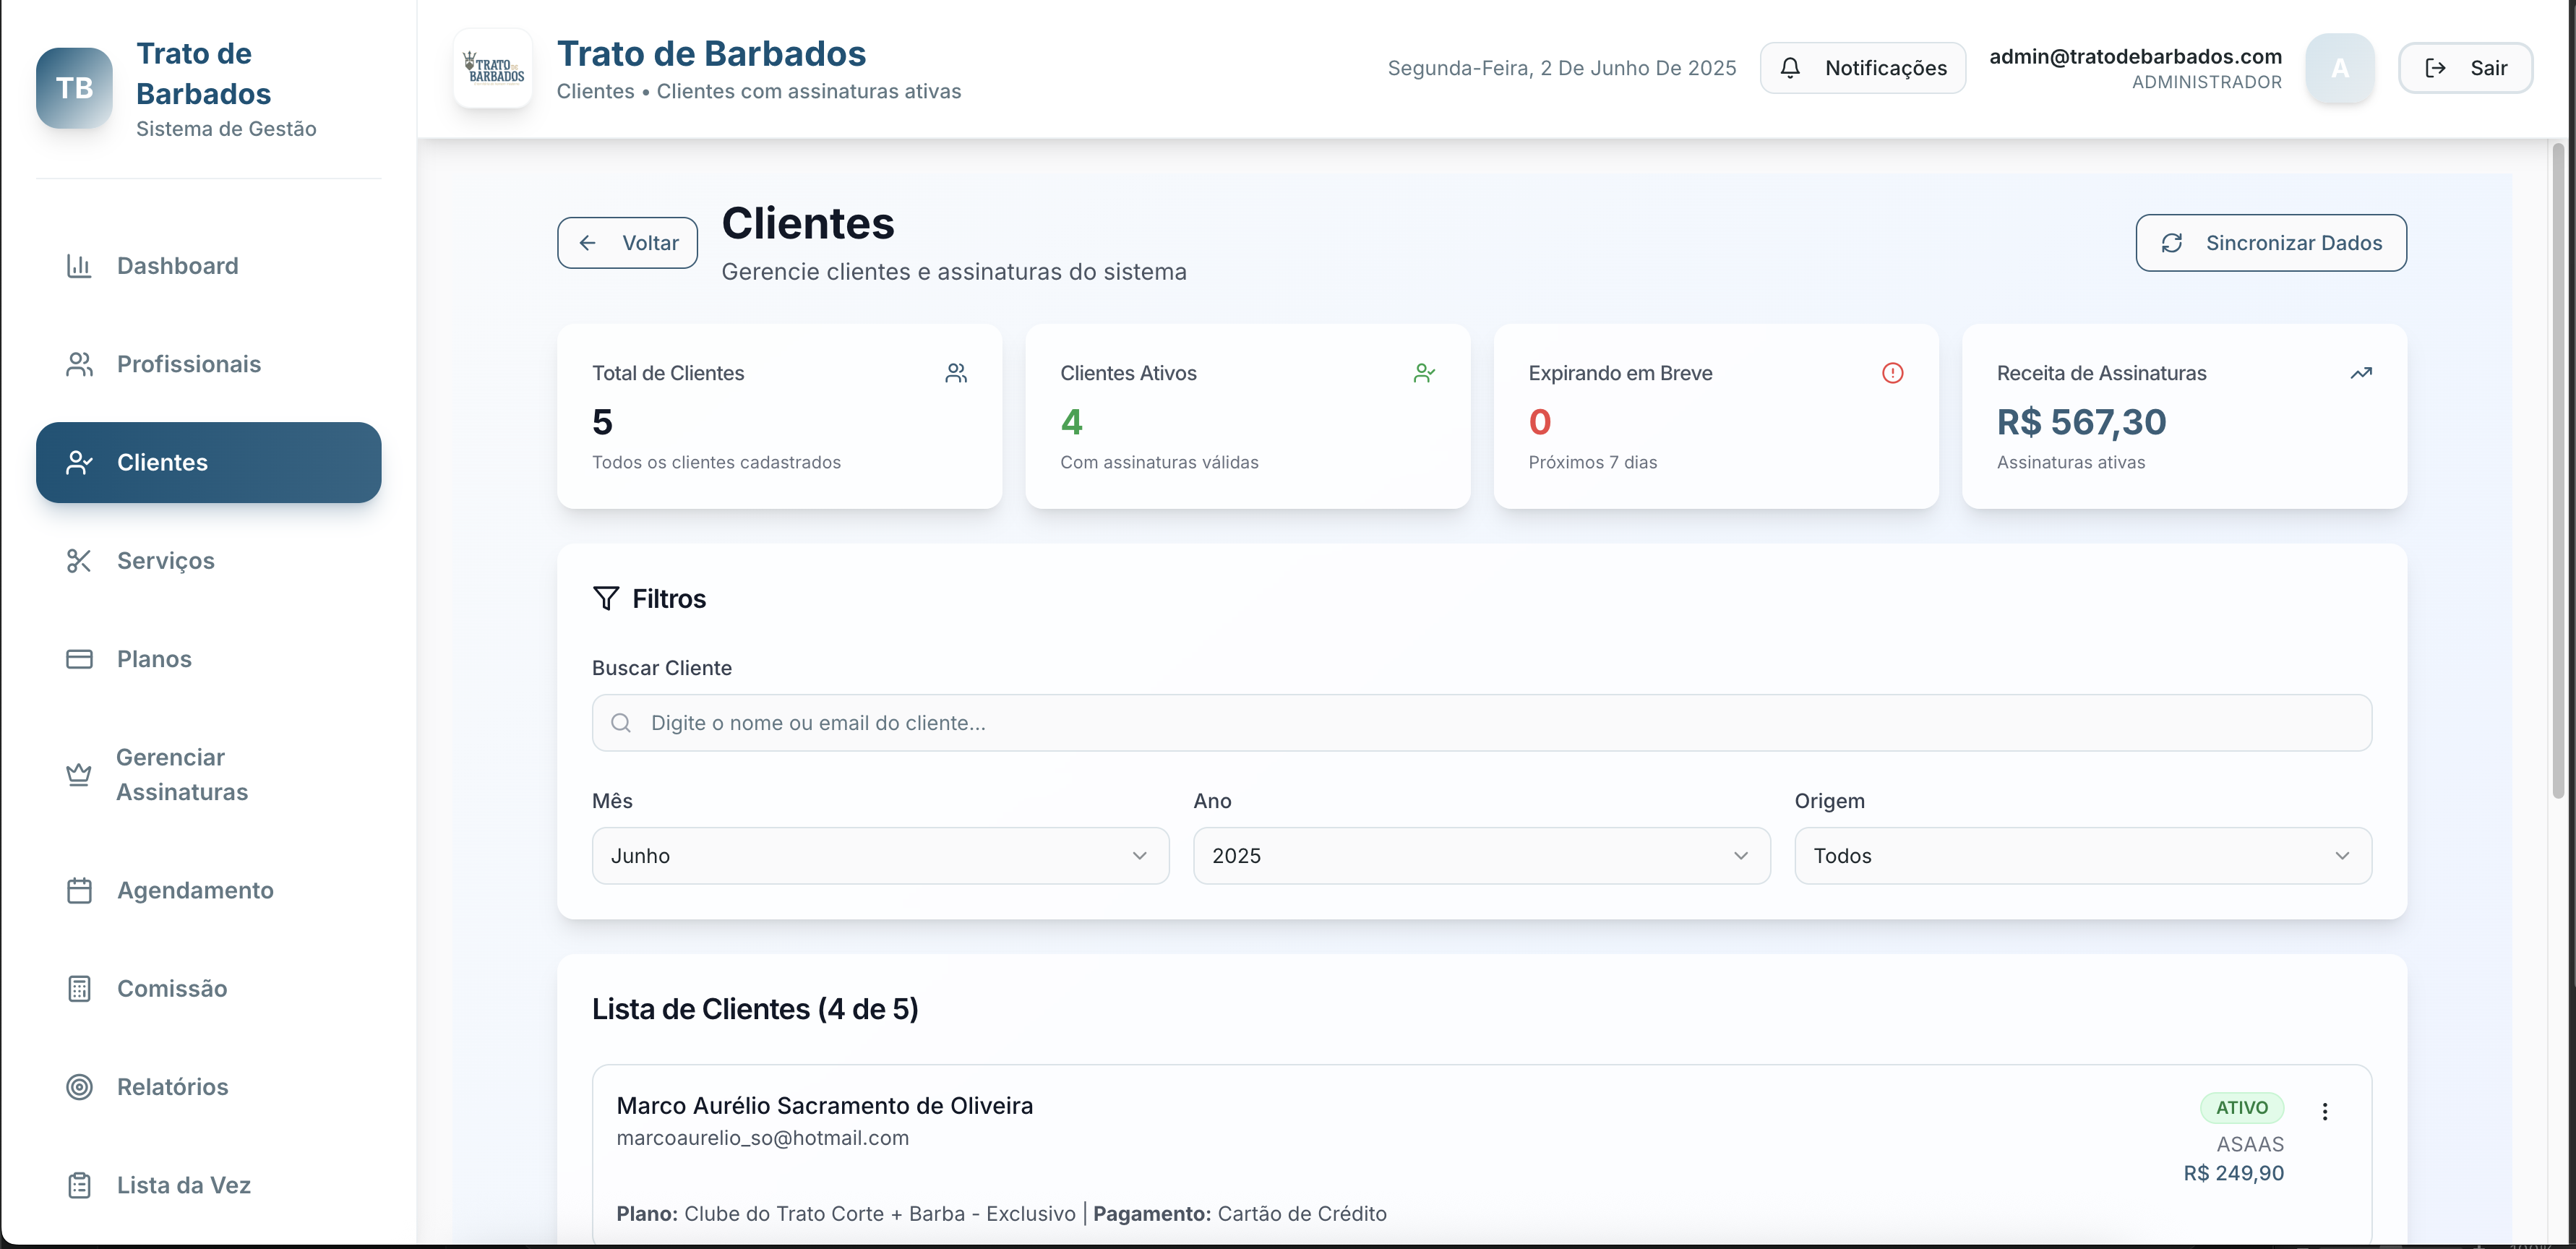 TB
Trato de
Barbados
Sistema de Gestão
Dashboard
Profissionais
Clientes
Serviços
Planos
Gerenciar
Assinaturas
Agendamento
Comissão
Relatórios
Lista da Vez
TRATO DE
BARBADOS
Trato de Barbados
Clientes • Clientes com assinaturas ativas
Segunda-Feira, 2 De Junho De 2025
Notificações
admin@tratodebarbados.com
ADMINISTRADOR
A
Sair
Voltar
Clientes
Gerencie clientes e assinaturas do sistema
Sincronizar Dados
Total de Clientes
5
Todos os clientes cadastrados
Clientes Ativos
4
Com assinaturas válidas
Expirando em Breve
0
Próximos 7 dias
Receita de Assinaturas
R$ 567,30
Assinaturas ativas
Filtros
Buscar Cliente
Digite o nome ou email do cliente...
Mês
Junho
Ano
2025
Origem
Todos
Lista de Clientes (4 de 5)
Marco Aurélio Sacramento de Oliveira
marcoaurelio_so@hotmail.com
ATIVO
ASAAS
R$ 249,90
Plano: Clube do Trato Corte + Barba - Exclusivo | Pagamento: Cartão de Crédito